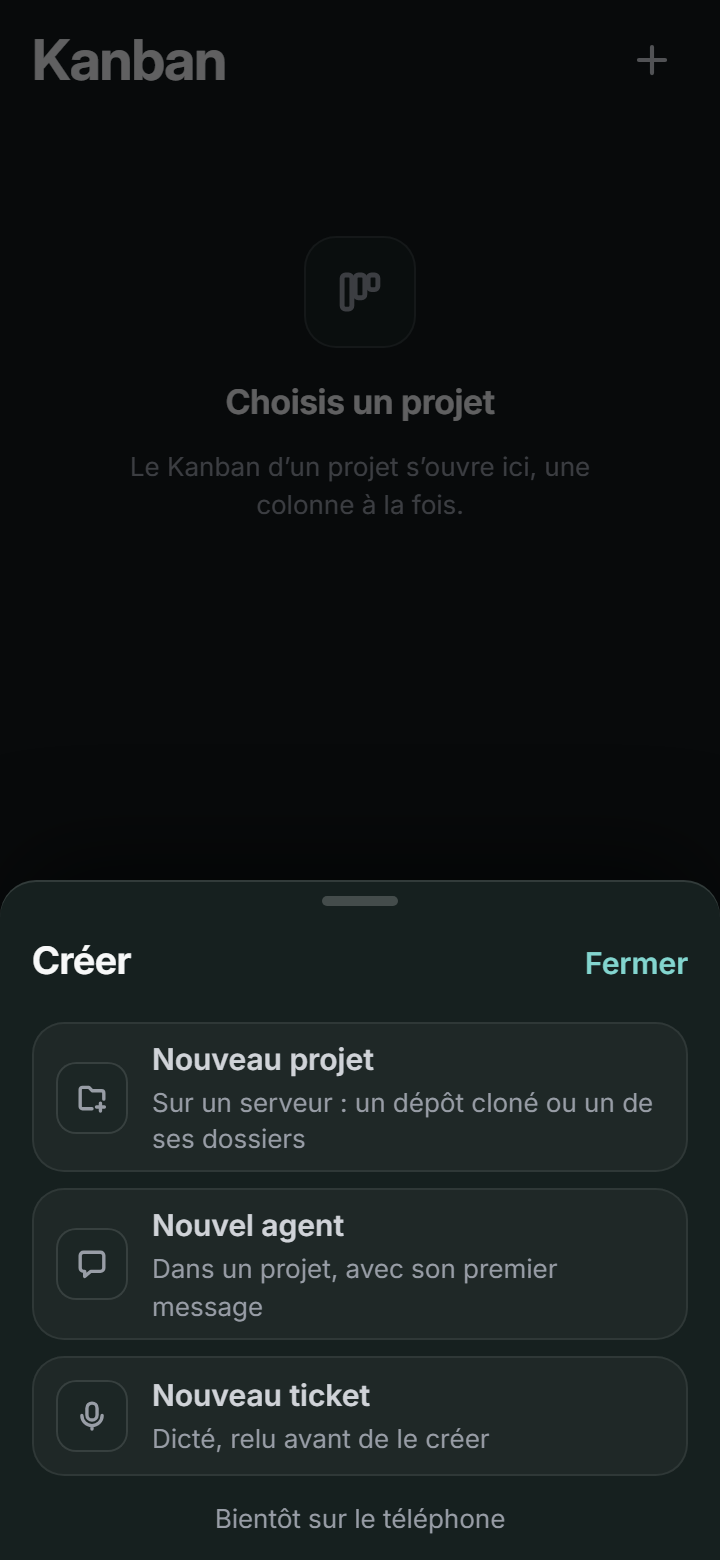 Kanban
Choisis un projet
Le Kanban d’un projet s’ouvre ici, une
colonne à la fois.
Créer
Fermer
Nouveau projet
Sur un serveur : un dépôt cloné ou un de
ses dossiers
Nouvel agent
Dans un projet, avec son premier
message
Nouveau ticket
Dicté, relu avant de le créer
Bientôt sur le téléphone